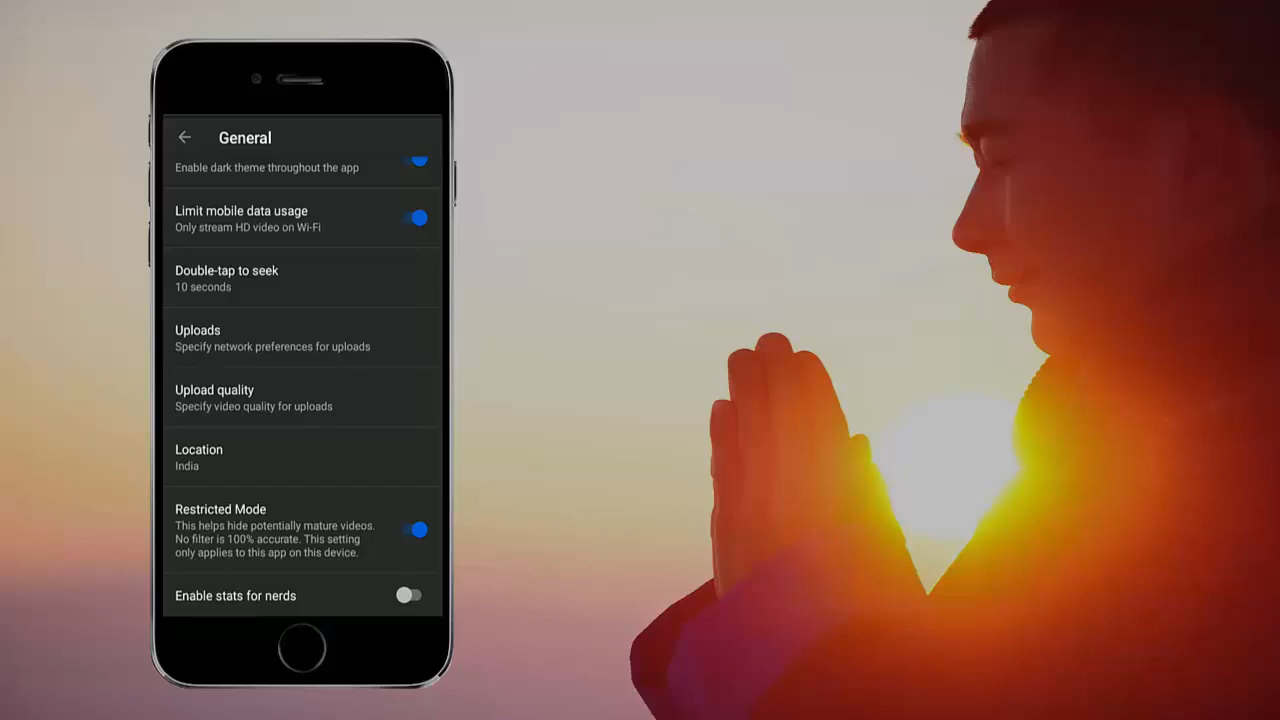 General
Enable dark theme throughout the app
Limit mobile data usage
Only stream HD video on Wi-Fi
Double-tap to seek
10 seconds
Uploads
Specify network preferences for uploads
Upload quality
Specify video quality for uploads
Location
India
Restricted Mode
This helps hide potentially mature videos.
No filter is 100% accurate. This setting
only applies to this app on this device.
Enable stats for nerds